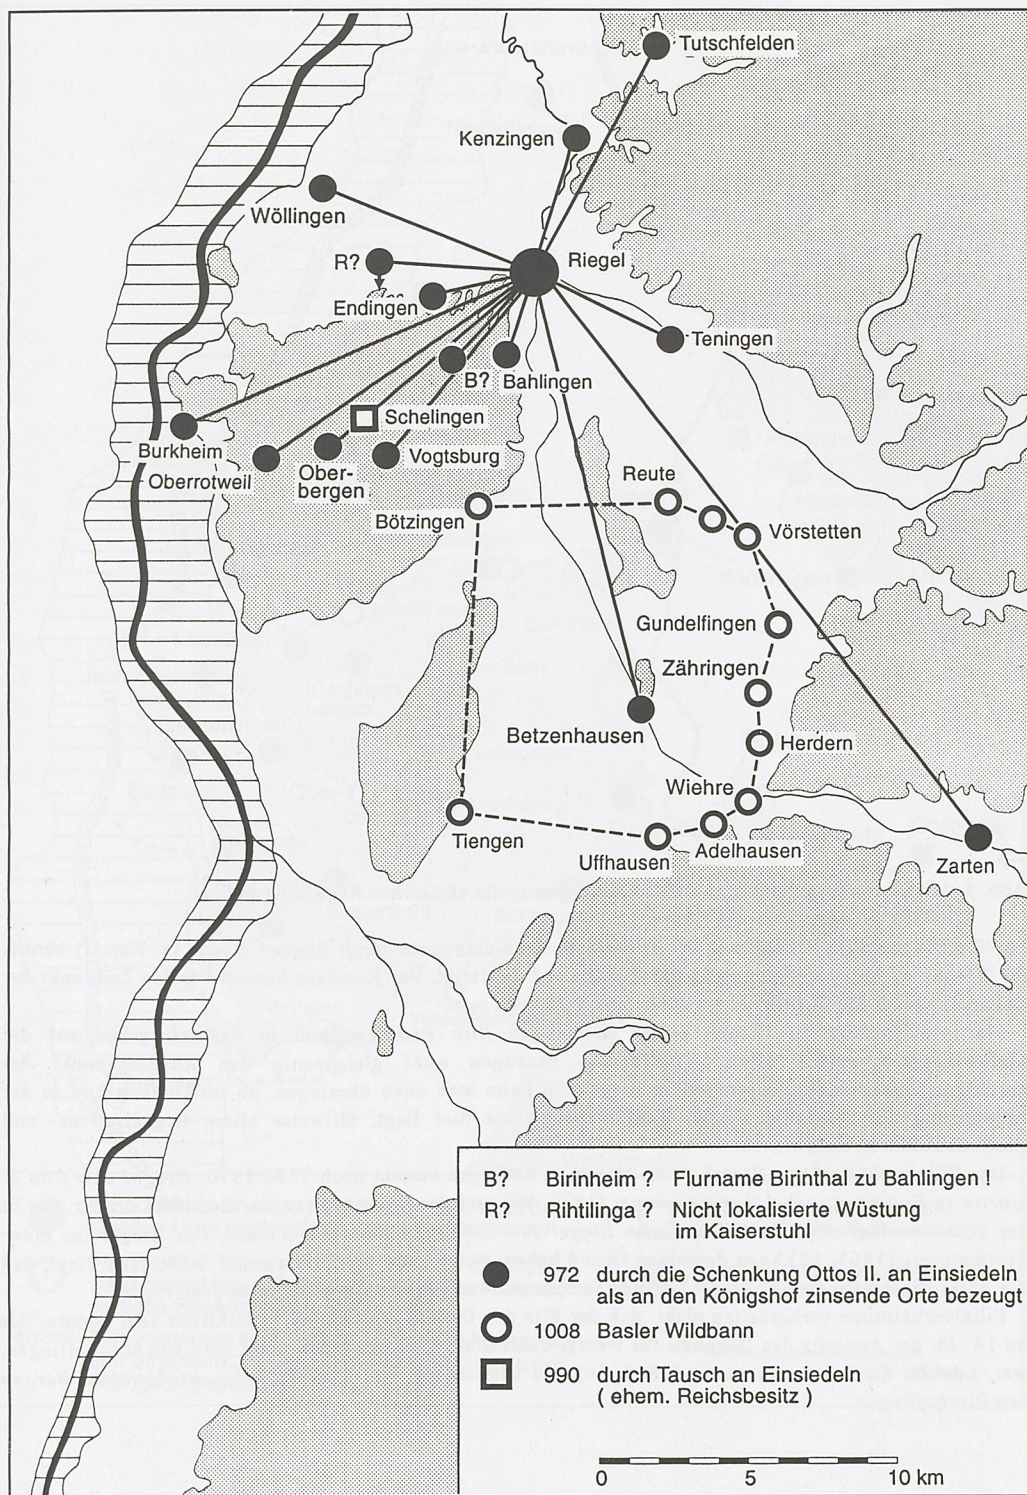 Tutschfelden
Kenzingen
Wöllingen
R?
Riegel
Endingen
Teningen
B?
Bahlingen
Schelingen
Burkheim
Oberrotweil
Ober-
bergen
Vogtsburg
Reute
Bötzingen
Vörstetten
Gundelfingen
Zähringen
Betzenhausen
Herdern
Wiehre
Tiengen
Uffhausen
Adelhausen
Zarten
B? Birinheim ? Flurname Birinthal zu Bahlingen !
R? Rihtilinga ? Nicht lokalisierte Wüstung
im Kaiserstuhl
972 durch die Schenkung Ottos II. an Einsiedeln
als an den Königshof zinsende Orte bezeugt
1008 Basler Wildbann
990 durch Tausch an Einsiedeln
( ehem. Reichsbesitz )
0 5 10 km